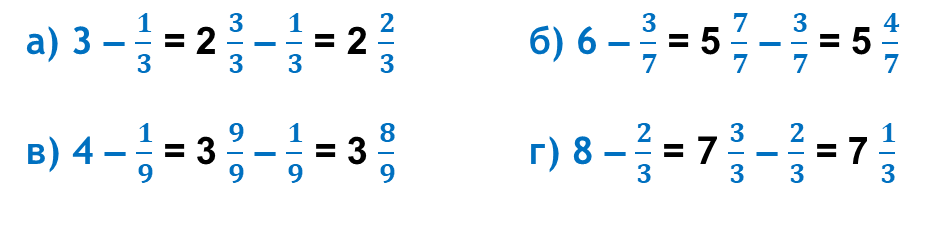 а) 3 – 1/3 = 2 3/3 – 1/3 = 2 2/3
б) 6 – 3/7 = 5 7/7 – 3/7 = 5 4/7
в) 4 – 1/9 = 3 9/9 – 1/9 = 3 8/9
г) 8 – 2/3 = 7 3/3 – 2/3 = 7 1/3